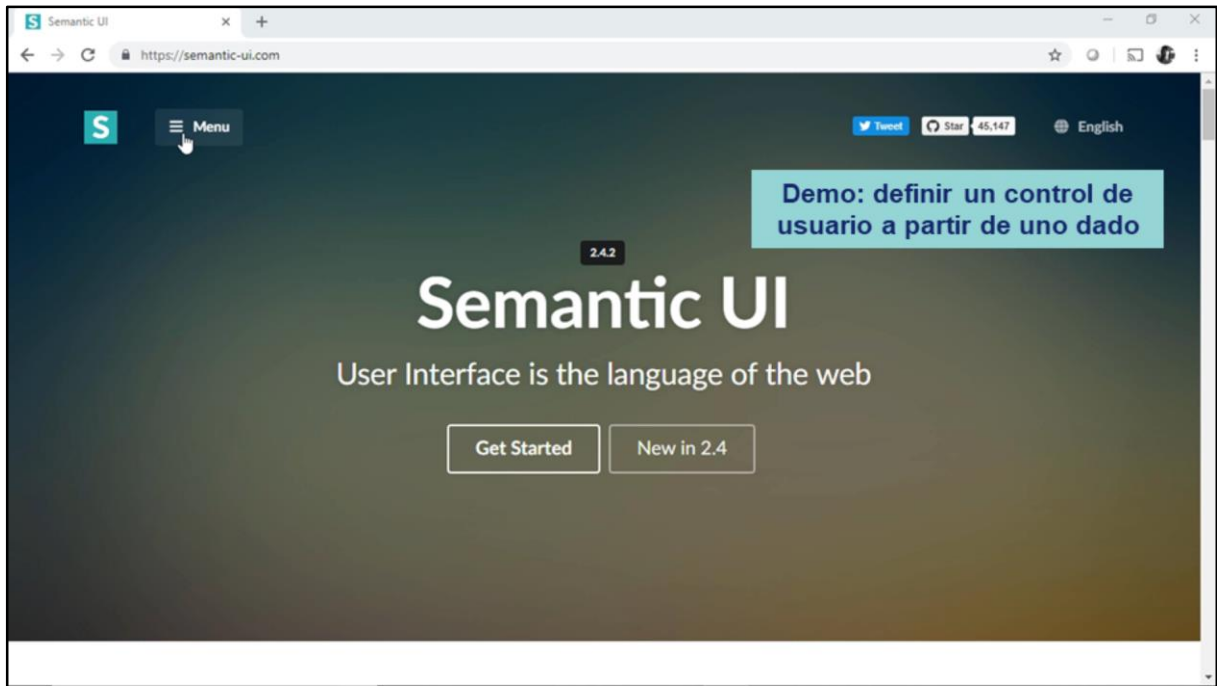 S Semantic UI
https://semantic-ui.com
S Menu Tweet Star 45,147 English
Demo: definir un control de
usuario a partir de uno dado
2.4.2
Semantic UI
User Interface is the language of the web
Get Started New in 2.4